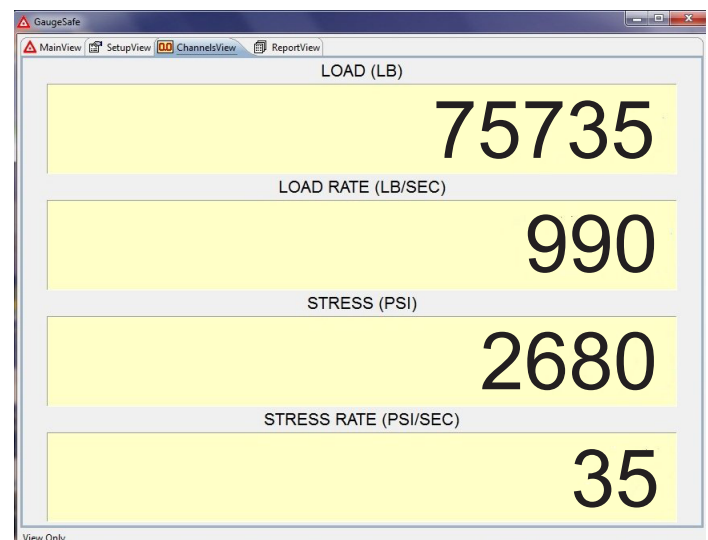 GaugeSafe
MainView SetupView 0.0 ChannelsView ReportView
LOAD (LB)
75735
LOAD RATE (LB/SEC)
990
STRESS (PSI)
2680
STRESS RATE (PSI/SEC)
35
View Only